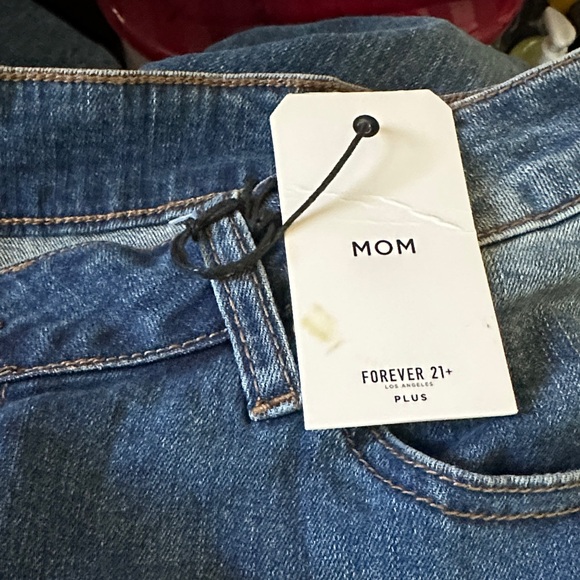 MOM
FOREVER 21+
LOS ANGELES
PLUS